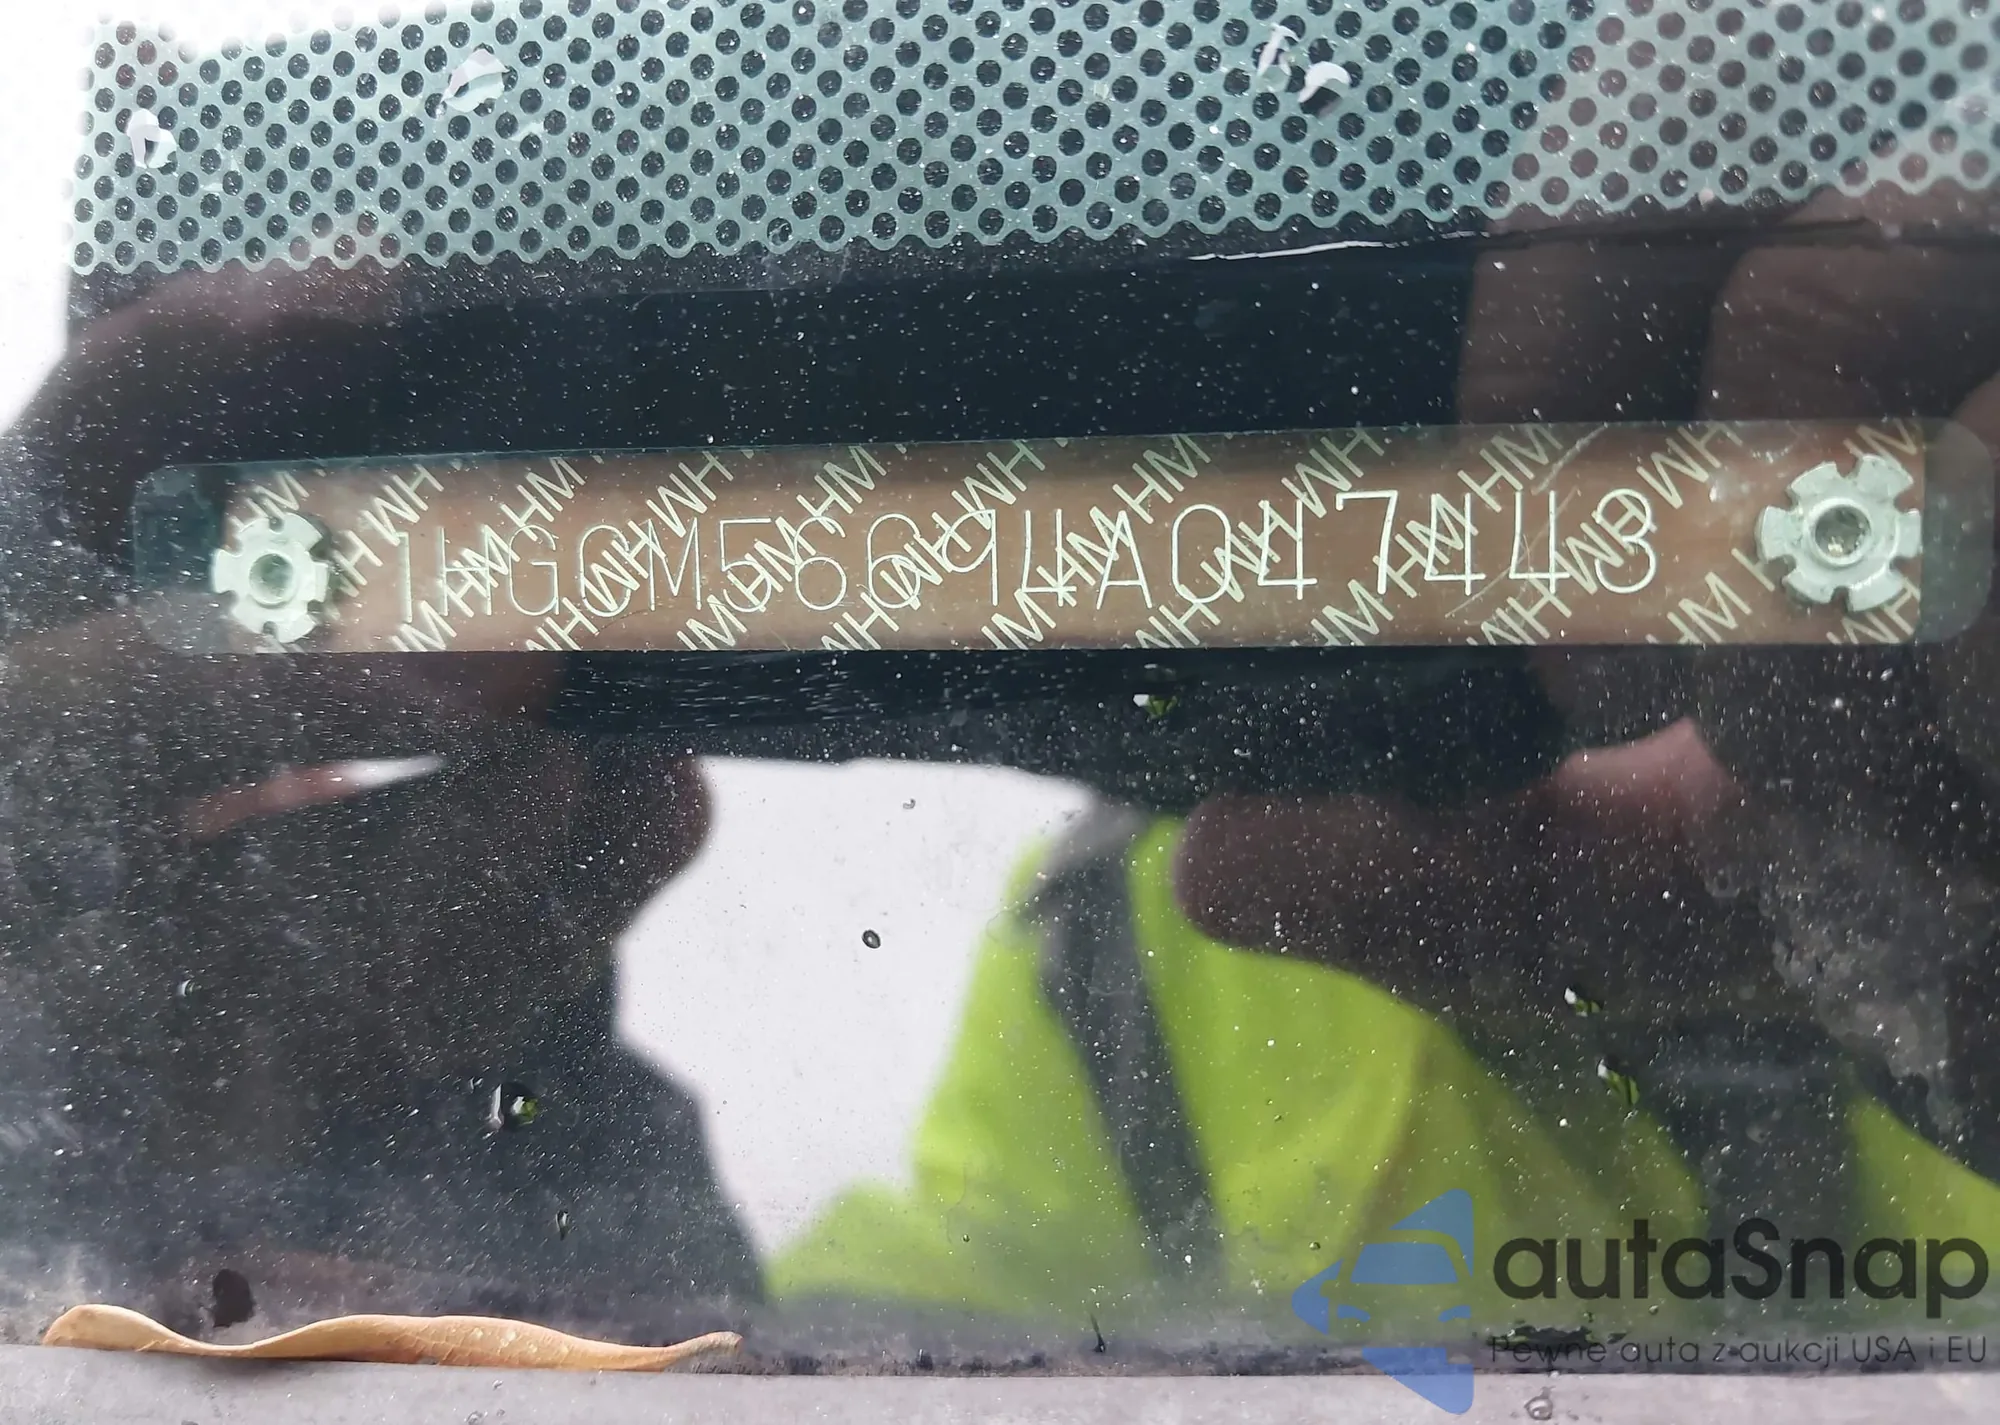 1HGCM56694A047443
autaSnap
Pewne auta z aukcji USA i EU